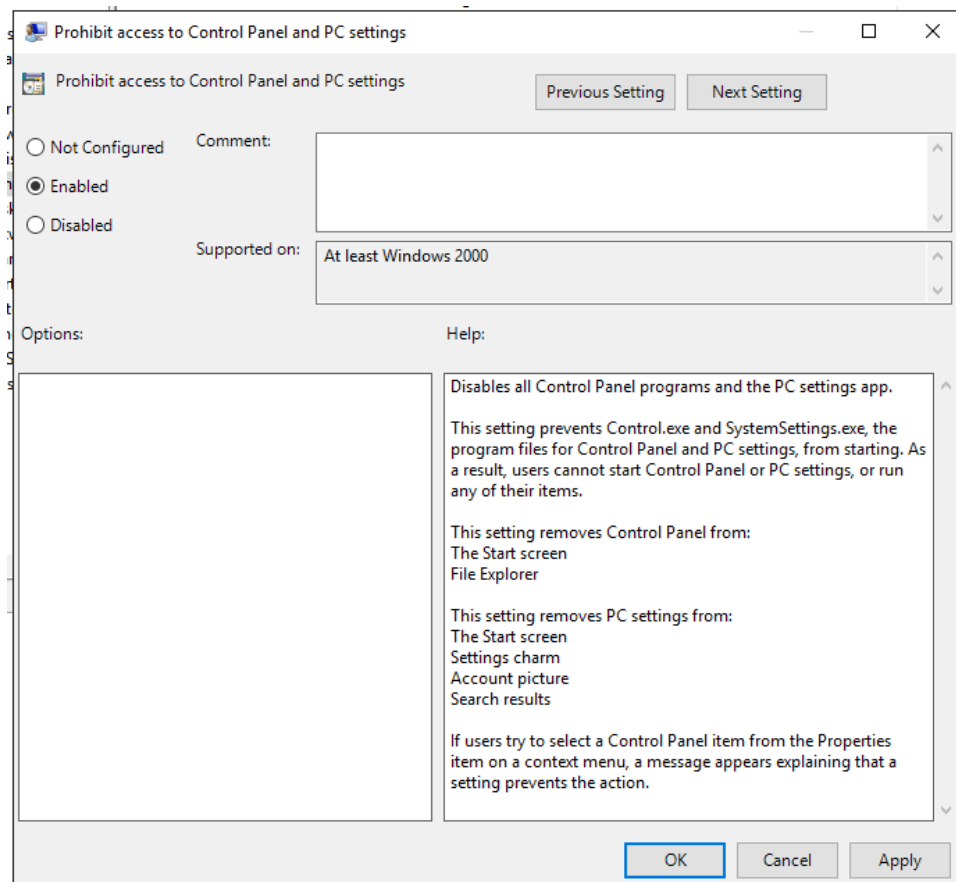 Prohibit access to Control Panel and PC settings
Prohibit access to Control Panel and PC settings
Previous Setting
Next Setting
Not Configured
Comment:
Enabled
Disabled
Supported on:
At least Windows 2000
Options:
Help:
Disables all Control Panel programs and the PC settings app.
This setting prevents Control.exe and SystemSettings.exe, the
program files for Control Panel and PC settings, from starting. As
a result, users cannot start Control Panel or PC settings, or run
any of their items.
This setting removes Control Panel from:
The Start screen
File Explorer
This setting removes PC settings from:
The Start screen
Settings charm
Account picture
Search results
If users try to select a Control Panel item from the Properties
item on a context menu, a message appears explaining that a
setting prevents the action.
OK
Cancel
Apply